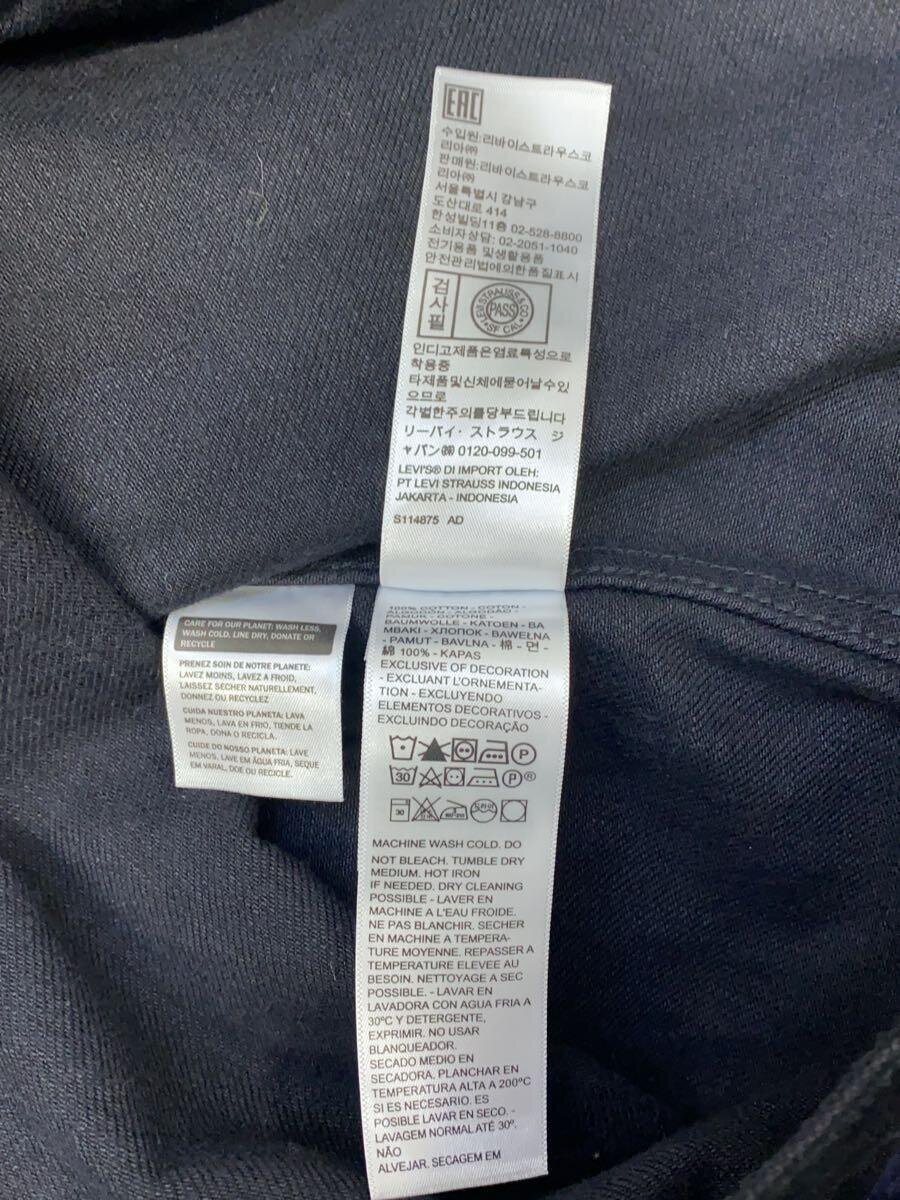 EAC
수입원:리바이스트라우스코
리아㈜
판매원:리바이스트라우스코
리아㈜
서울특별시 강남구
도산대로 414
한성빌딩11층 02-528-8800
소비자상담: 02-2051-1040
전기용품 및생활용품
안전관리법에의한품질표시
검사필
LEVI STRAUSS & CO
PASS
SF CAL
인디고제품은염료특성으로
착용중
타제품및신체에묻어날수있
으므로
각별한주의를당부드립니다
リーバイ・ストラウス ジ
ャパン㈱ 0120-099-501
LEVI'S® DI IMPORT OLEH:
PT LEVI STRAUSS INDONESIA
JAKARTA - INDONESIA
S114875 AD
CARE FOR OUR PLANET: WASH LESS,
WASH COLD, LINE DRY, DONATE OR
RECYCLE
PRENEZ SOIN DE NOTRE PLANETE:
LAVEZ MOINS, LAVEZ A FROID,
LAISSEZ SECHER NATURELLEMENT,
DONNEZ OU RECYCLEZ
CUIDA NUESTRO PLANETA: LAVA
MENOS, LAVA EN FRIO, TIENDE LA
ROPA, DONA O RECICLA.
CUIDE DO NOSSO PLANETA: LAVE
MENOS, LAVE EM ÁGUA FRIA, SEQUE
EM VARAL, DOE OU RECICLE.
100% COTTON - COTON -
ALGODÓN, ALGODÃO -
PAMUK - COTONE -
BAUMWOLLE - KATOEN - BA
MBAKI - ХЛОПОК - BAWEŁNA
- PAMUT - BAVLNA - 棉 - 면 -
綿 100% - KAPAS
EXCLUSIVE OF DECORATION
- EXCLUANT L'ORNEMENTA-
TION - EXCLUYENDO
ELEMENTOS DECORATIVOS -
EXCLUINDO DECORAÇÃO
P
30 P®
30 드라이
MACHINE WASH COLD. DO
NOT BLEACH. TUMBLE DRY
MEDIUM. HOT IRON
IF NEEDED. DRY CLEANING
POSSIBLE - LAVER EN
MACHINE A L'EAU FROIDE.
NE PAS BLANCHIR. SECHER
EN MACHINE A TEMPERA-
TURE MOYENNE. REPASSER A
TEMPERATURE ELEVEE AU
BESOIN. NETTOYAGE A SEC
POSSIBLE. - LAVAR EN
LAVADORA CON AGUA FRIA A
30ºC Y DETERGENTE,
EXPRIMIR. NO USAR
BLANQUEADOR.
SECADO MEDIO EN
SECADORA. PLANCHAR EN
TEMPERATURA ALTA A 200ºC
SI ES NECESARIO. ES
POSIBLE LAVAR EN SECO. -
LAVAGEM NORMAL ATÉ 30º.
NÃO
ALVEJAR. SECAGEM EM